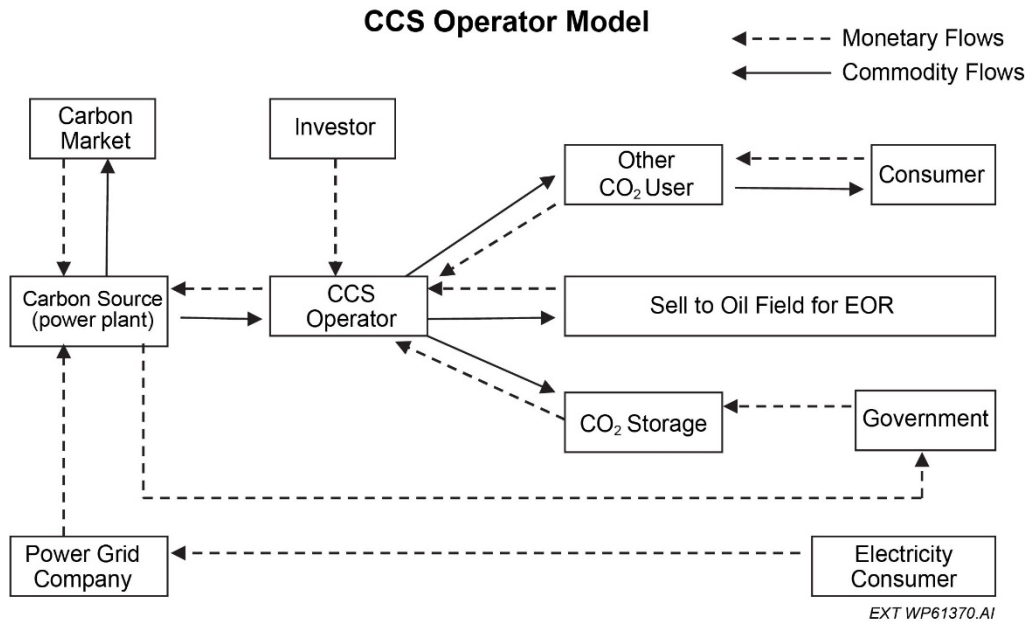 CCS Operator Model
Monetary Flows
Commodity Flows
Carbon
Market
Investor
Other
CO₂ User
Consumer
Carbon Source
(power plant)
CCS
Operator
Sell to Oil Field for EOR
CO₂ Storage
Government
Power Grid
Company
Electricity
Consumer
EXT WP61370.AI